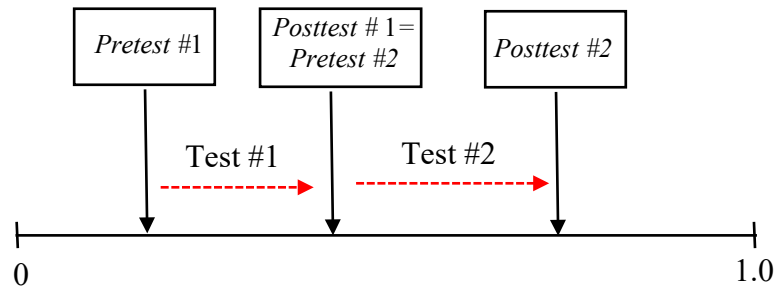 Pretest #1
Posttest # 1=
Pretest #2
Posttest #2
Test #1
Test #2
0
1.0